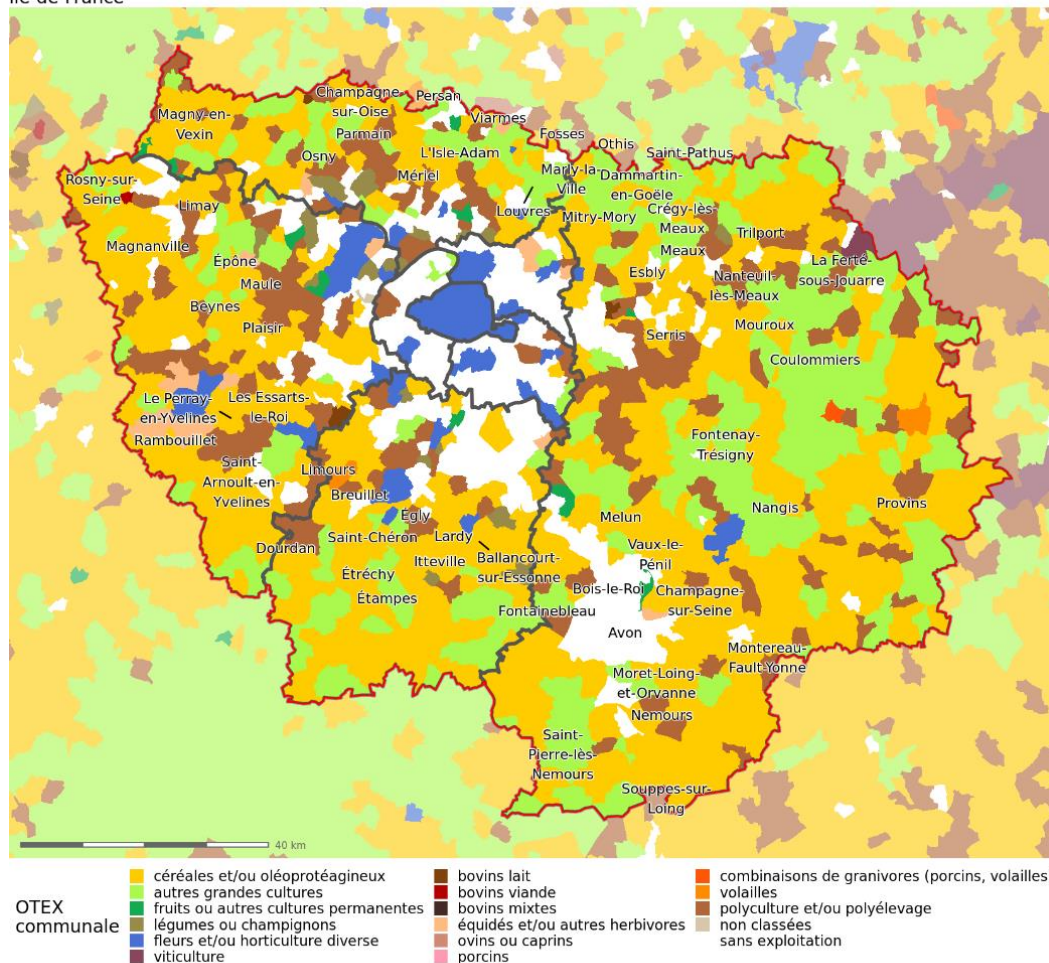 Île de France
Champagne-
sur-Oise
Persan
Magny-en-
Vexin
Viarmes
Parmain
Fosses
Othis
Osny
L'Isle-Adam
Saint-Pathus
Mériel
Marly-la-
Ville
Dammartin-
en-Goële
Rosny-sur-
Seine
Limay
Louvres
Mitry-Mory
Crégy-lès-
Meaux
Trilport
Magnanville
Meaux
Épône
Esbly
Nanteuil-
lès-Meaux
La Ferté-
sous-Jouarre
Maule
Beynes
Plaisir
Serris
Mouroux
Coulommiers
Le Perray-
en-Yvelines
Les Essarts-
le-Roi
Rambouillet
Fontenay-
Trésigny
Saint-
Arnoult-en-
Yvelines
Limours
Breuillet
Nangis
Provins
Égly
Melun
Dourdan
Saint-Chéron
Lardy
Vaux-le-
Pénil
Itteville
Ballancourt-
sur-Essonne
Étréchy
Étampes
Bois-le-Roi
Champagne-
sur-Seine
Fontainebleau
Avon
Montereau-
Fault-Yonne
Moret-Loing-
et-Orvanne
Nemours
Saint-
Pierre-lès-
Nemours
Souppes-sur-
Loing
40 km
OTEX
communale
céréales et/ou oléoprotéagineux
autres grandes cultures
fruits ou autres cultures permanentes
légumes ou champignons
fleurs et/ou horticulture diverse
viticulture
bovins lait
bovins viande
bovins mixtes
équidés et/ou autres herbivores
ovins ou caprins
porcins
combinaisons de granivores (porcins, volailles
volailles
polyculture et/ou polyélevage
non classées
sans exploitation